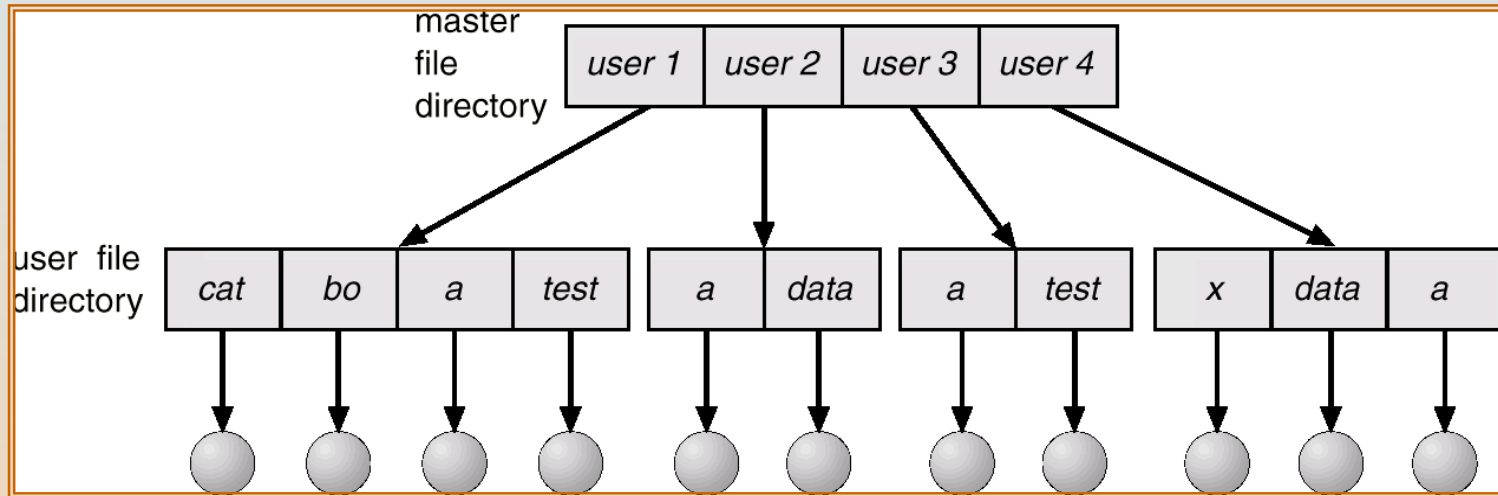 master
file
directory
user 1 user 2 user 3 user 4
user file
directory
cat bo a test a data a test x data a